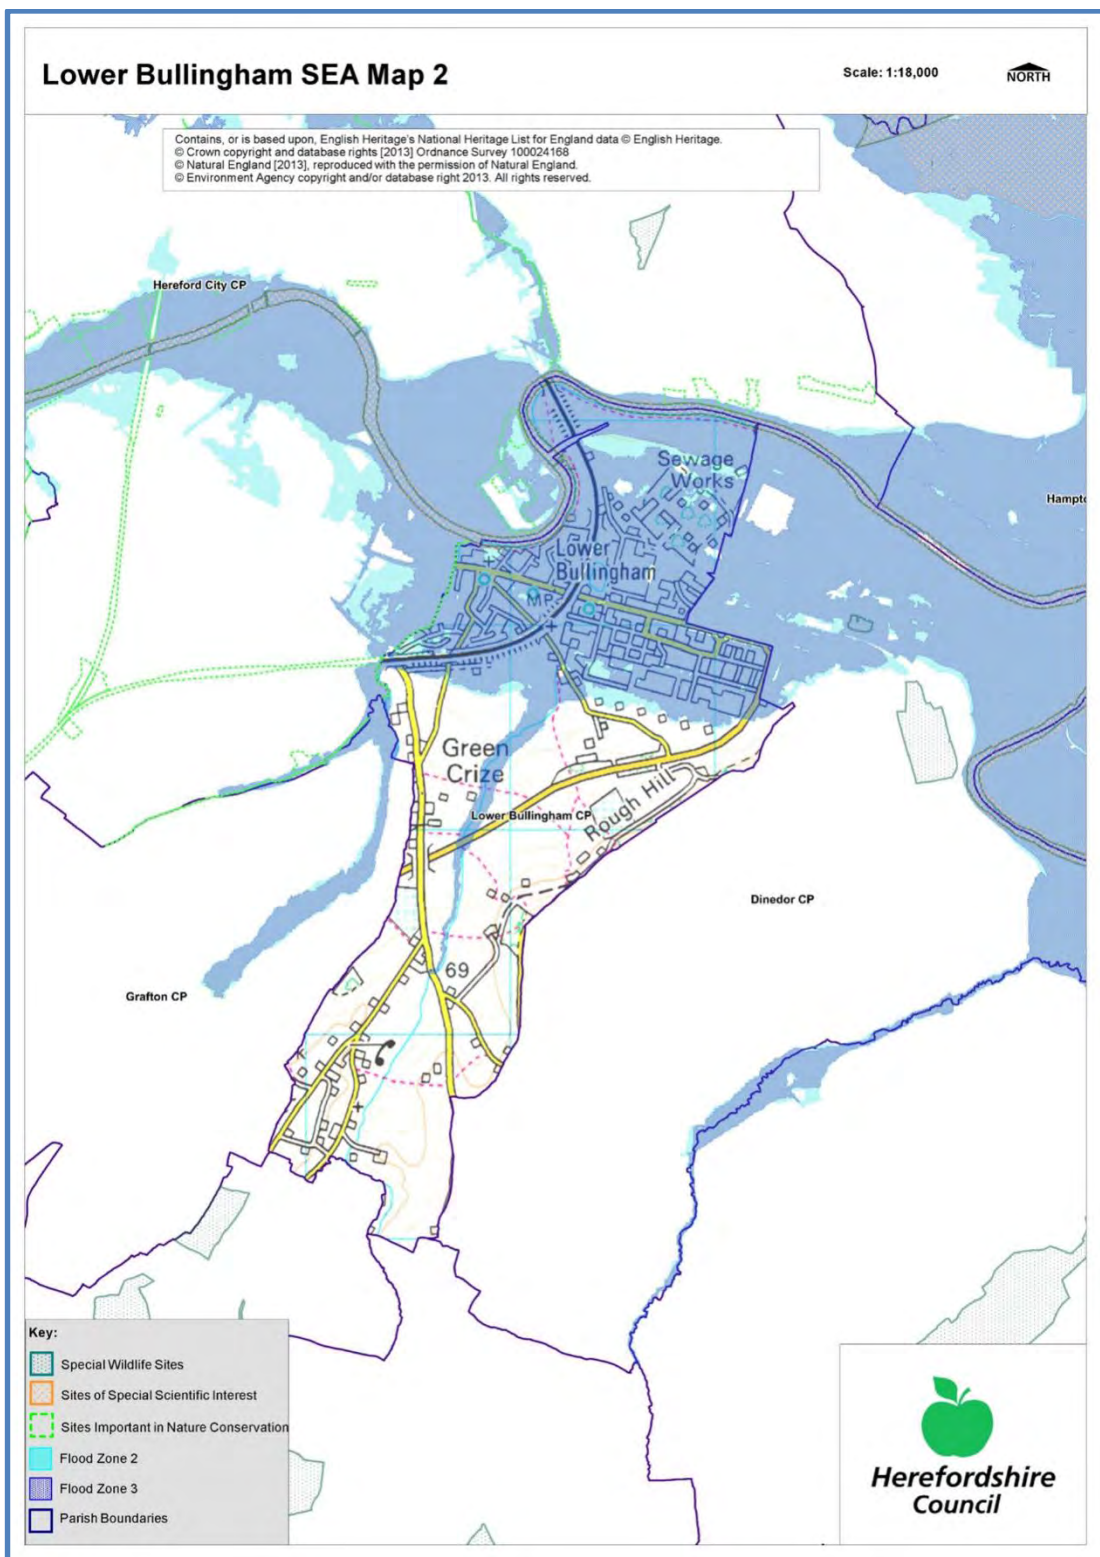 Lower Bullingham SEA Map 2
Scale: 1:18,000
NORTH
Contains, or is based upon, English Heritage's National Heritage List for England data © English Heritage.
© Crown copyright and database rights [2013] Ordnance Survey 100024168
© Natural England [2013], reproduced with the permission of Natural England.
© Environment Agency copyright and/or database right 2013. All rights reserved.
Hereford City CP
Sewage
Works
Hampto
Lower
Bullingham
MP
Green
Crize
Lower Bullingham CP
Rough Hill
Dinedor CP
69
Grafton CP
Key:
Special Wildlife Sites
Sites of Special Scientific Interest
Sites Important in Nature Conservation
Flood Zone 2
Flood Zone 3
Parish Boundaries
Herefordshire
Council